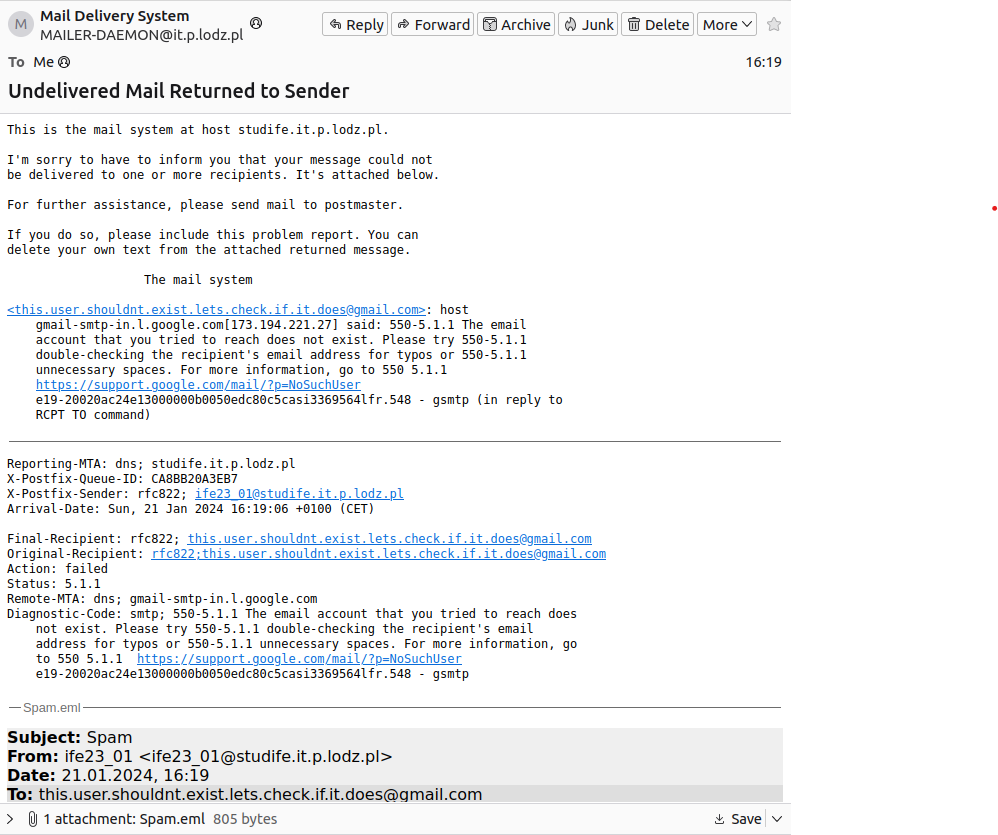 M
Mail Delivery System
MAILER-DAEMON@it.p.lodz.pl
Reply Forward Archive Junk Delete More
To Me
16:19
Undelivered Mail Returned to Sender
This is the mail system at host studife.it.p.lodz.pl.
I'm sorry to have to inform you that your message could not
be delivered to one or more recipients. It's attached below.
For further assistance, please send mail to postmaster.
If you do so, please include this problem report. You can
delete your own text from the attached returned message.
The mail system
<this.user.shouldnt.exist.lets.check.if.it.does@gmail.com>: host
gmail-smtp-in.l.google.com[173.194.221.27] said: 550-5.1.1 The email
account that you tried to reach does not exist. Please try 550-5.1.1
double-checking the recipient's email address for typos or 550-5.1.1
unnecessary spaces. For more information, go to 550 5.1.1
https://support.google.com/mail/?p=NoSuchUser
e19-20020ac24e13000000b0050edc80c5casi3369564lfr.548 - gsmtp (in reply to
RCPT TO command)
Reporting-MTA: dns; studife.it.p.lodz.pl
X-Postfix-Queue-ID: CA8BB20A3EB7
X-Postfix-Sender: rfc822; ife23_01@studife.it.p.lodz.pl
Arrival-Date: Sun, 21 Jan 2024 16:19:06 +0100 (CET)
Final-Recipient: rfc822; this.user.shouldnt.exist.lets.check.if.it.does@gmail.com
Original-Recipient: rfc822;this.user.shouldnt.exist.lets.check.if.it.does@gmail.com
Action: failed
Status: 5.1.1
Remote-MTA: dns; gmail-smtp-in.l.google.com
Diagnostic-Code: smtp; 550-5.1.1 The email account that you tried to reach does
not exist. Please try 550-5.1.1 double-checking the recipient's email
address for typos or 550-5.1.1 unnecessary spaces. For more information, go
to 550 5.1.1  https://support.google.com/mail/?p=NoSuchUser
e19-20020ac24e13000000b0050edc80c5casi3369564lfr.548 - gsmtp
Spam.eml
Subject: Spam
From: ife23_01 <ife23_01@studife.it.p.lodz.pl>
Date: 21.01.2024, 16:19
To: this.user.shouldnt.exist.lets.check.if.it.does@gmail.com
1 attachment: Spam.eml 805 bytes
Save